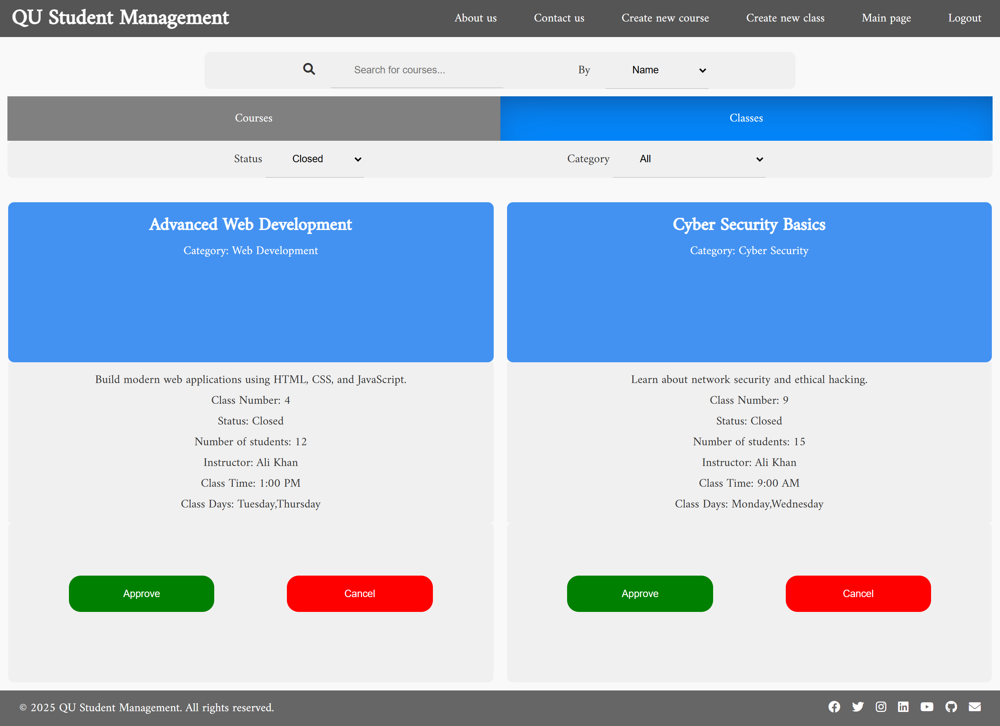 QU Student Management
About us
Contact us
Create new course
Create new class
Main page
Logout
Search for courses...
By
Name
Courses
Classes
Status
Closed
Category
All
Advanced Web Development
Category: Web Development
Build modern web applications using HTML, CSS, and JavaScript.
Class Number: 4
Status: Closed
Number of students: 12
Instructor: Ali Khan
Class Time: 1:00 PM
Class Days: Tuesday,Thursday
Approve
Cancel
Cyber Security Basics
Category: Cyber Security
Learn about network security and ethical hacking.
Class Number: 9
Status: Closed
Number of students: 15
Instructor: Ali Khan
Class Time: 9:00 AM
Class Days: Monday,Wednesday
Approve
Cancel
© 2025 QU Student Management. All rights reserved.